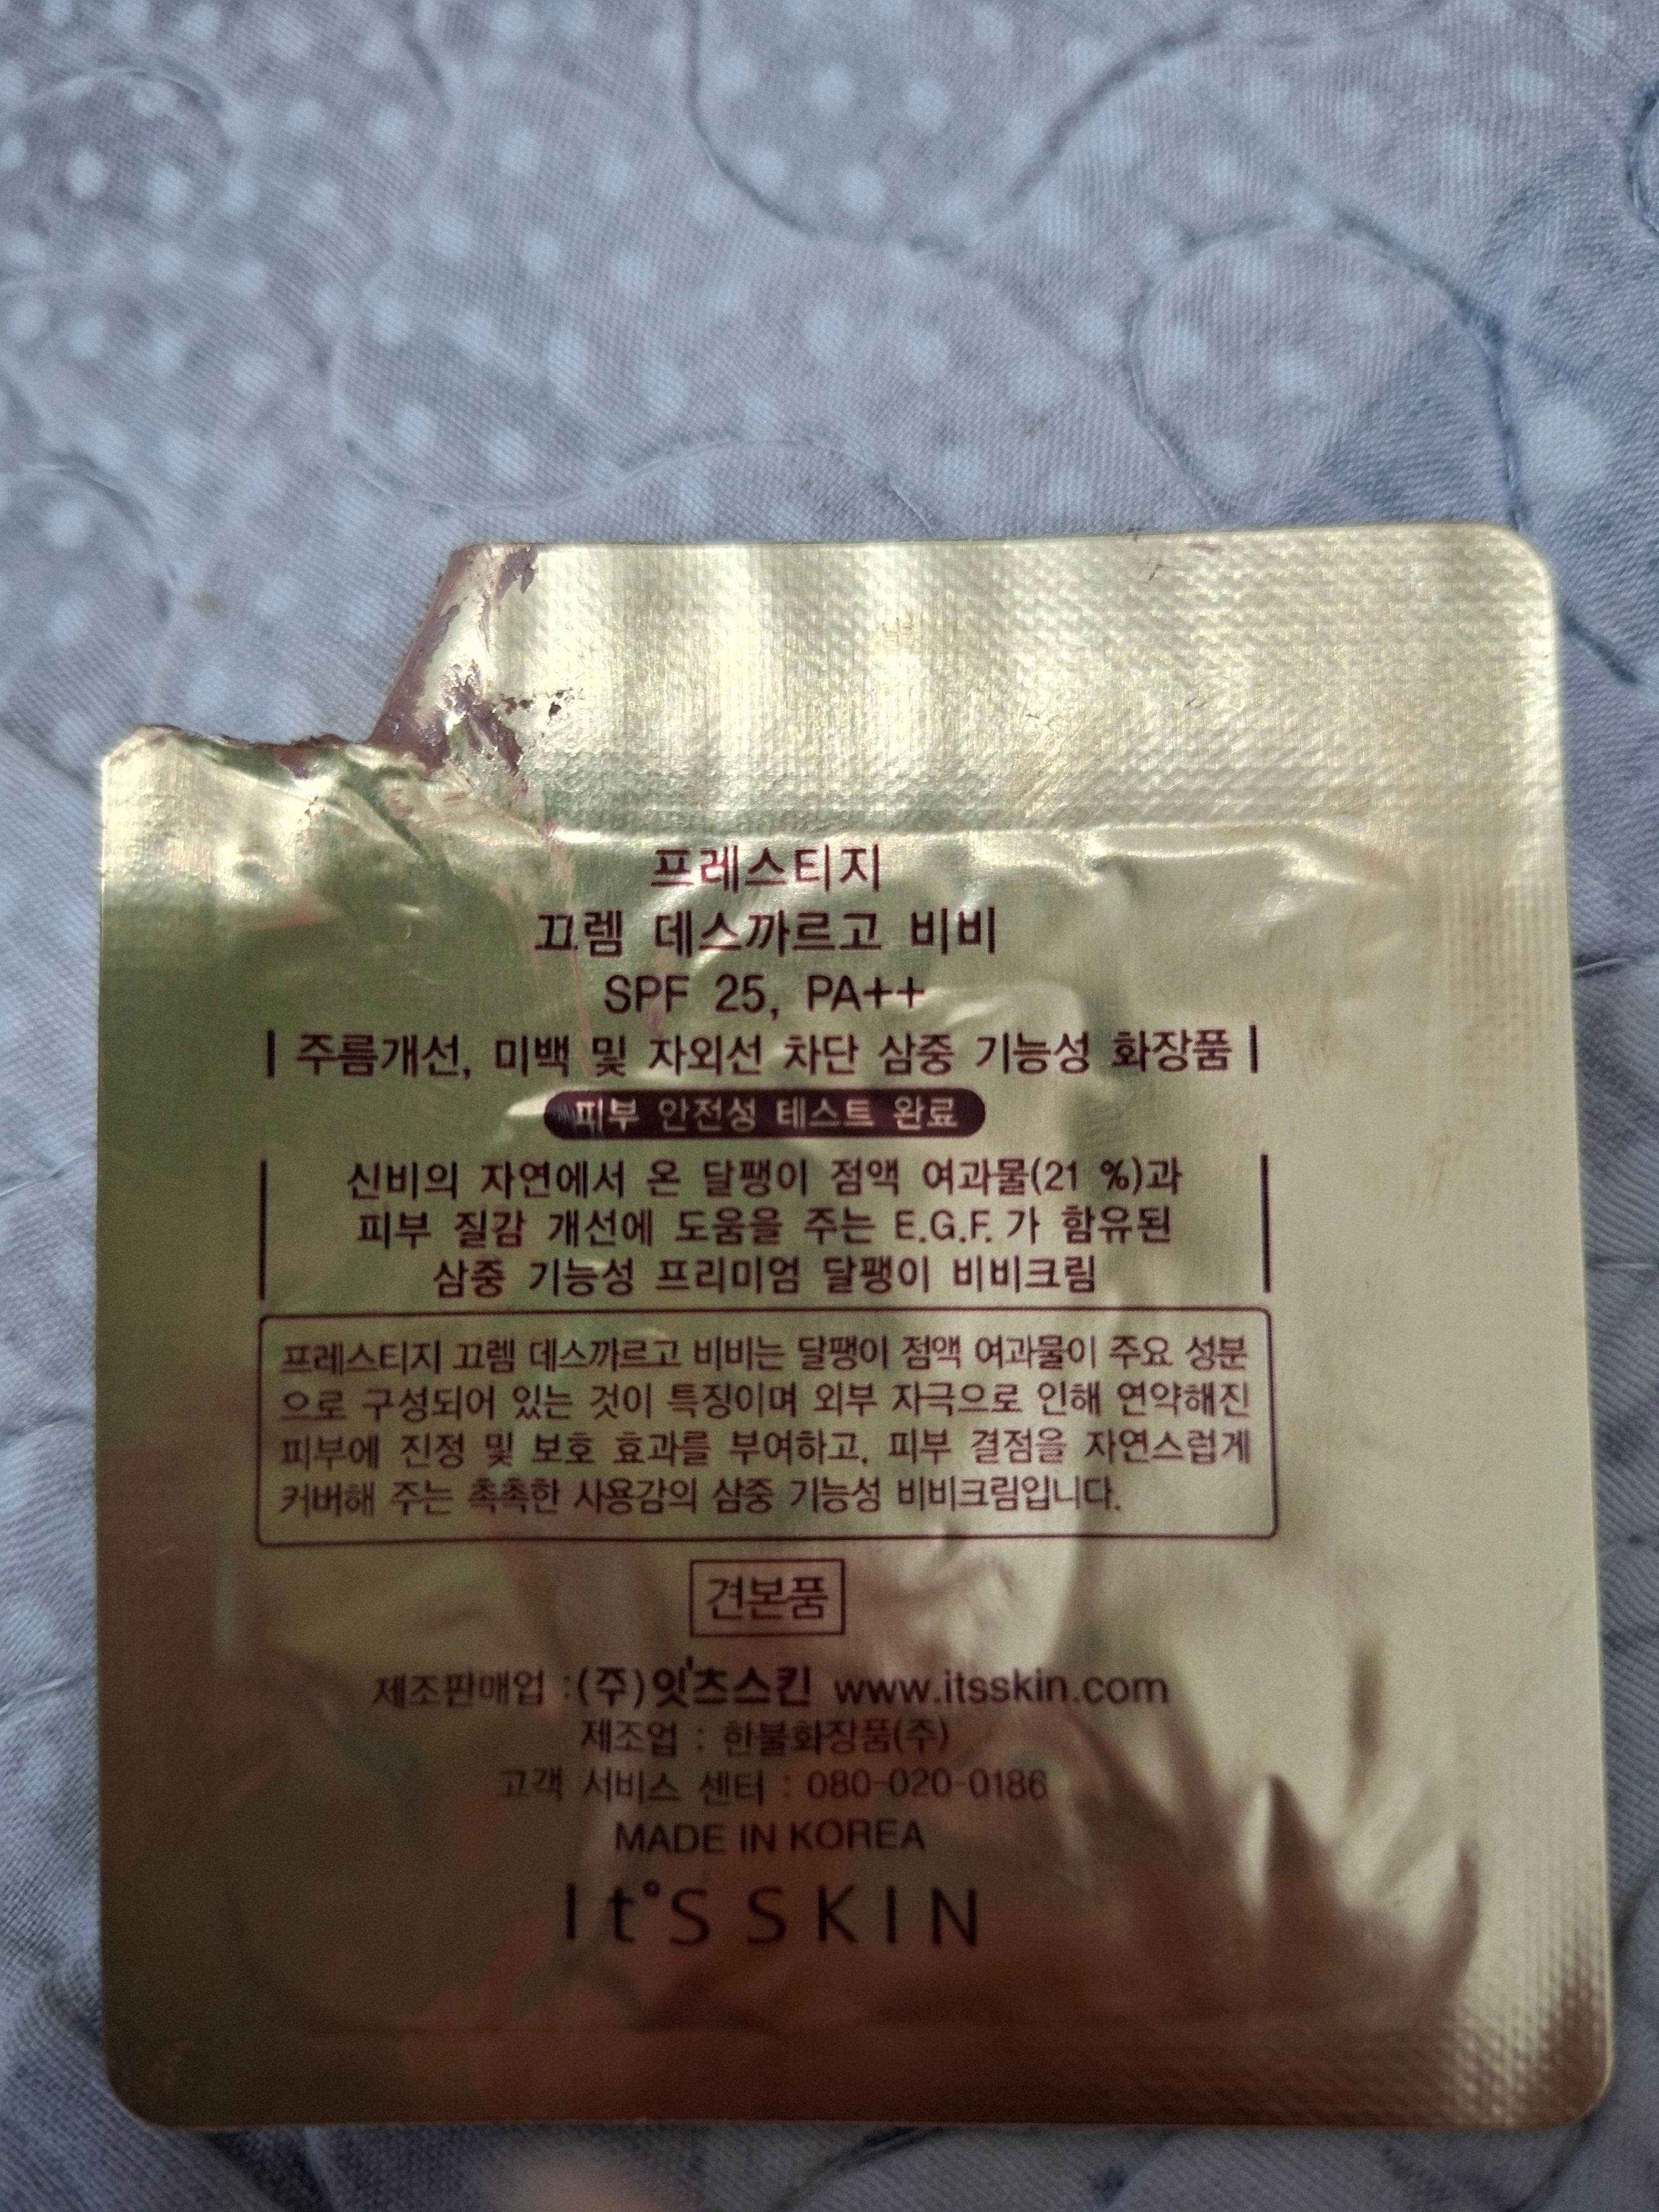 프레스티지
끄렘 데스까르고 비비
SPF 25, PA++
주름개선, 미백 및 자외선 차단 삼중 기능성 화장품
피부 안전성 테스트 완료
신비의 자연에서 온 달팽이 점액 여과물(21 %)과
피부 질감 개선에 도움을 주는 E.G.F. 가 함유된
삼중 기능성 프리미엄 달팽이 비비크림
프레스티지 끄렘 데스까르고 비비는 달팽이 점액 여과물이 주요 성분
으로 구성되어 있는 것이 특징이며 외부 자극으로 인해 연약해진
피부에 진정 및 보호 효과를 부여하고, 피부 결점을 자연스럽게
커버해 주는 촉촉한 사용감의 삼중 기능성 비비크림입니다.
견본품
제조판매업 : (주)잇'츠스킨 www.itsskin.com
제조업 : 한불화장품(주)
고객 서비스 센터 : 080-020-0186
MADE IN KOREA
It°S SKIN